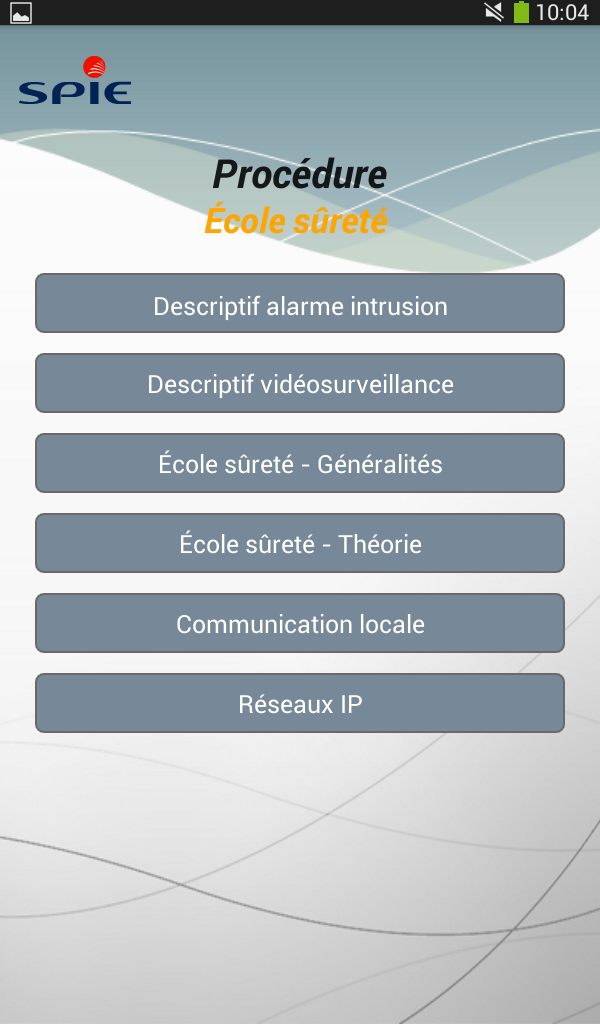 10:04
SPIE
Procédure
École sûreté
Descriptif alarme intrusion
Descriptif vidéosurveillance
École sûreté - Généralités
École sûreté - Théorie
Communication locale
Réseaux IP